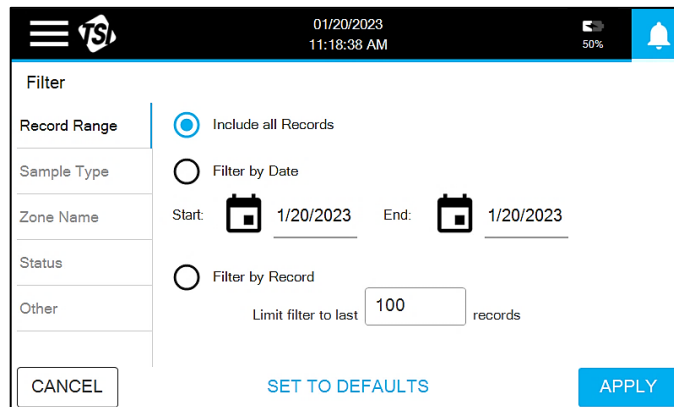 TSI
01/20/2023
11:18:38 AM
50%
Filter
Record Range
Sample Type
Zone Name
Status
Other
Include all Records
Filter by Date
Start: 1/20/2023 End: 1/20/2023
Filter by Record
Limit filter to last 100 records
CANCEL
SET TO DEFAULTS
APPLY